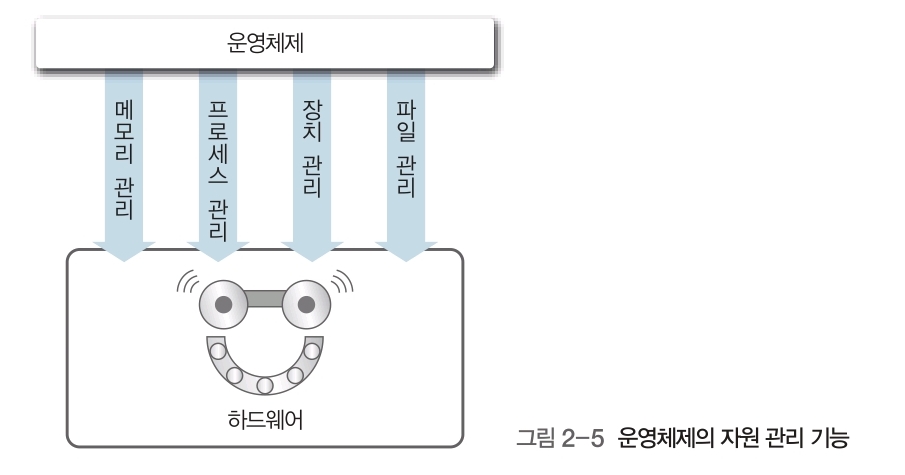 운영체제
메모리 관리
프로세스 관리
장치 관리
파일 관리
하드웨어
그림 2-5 운영체제의 자원 관리 기능